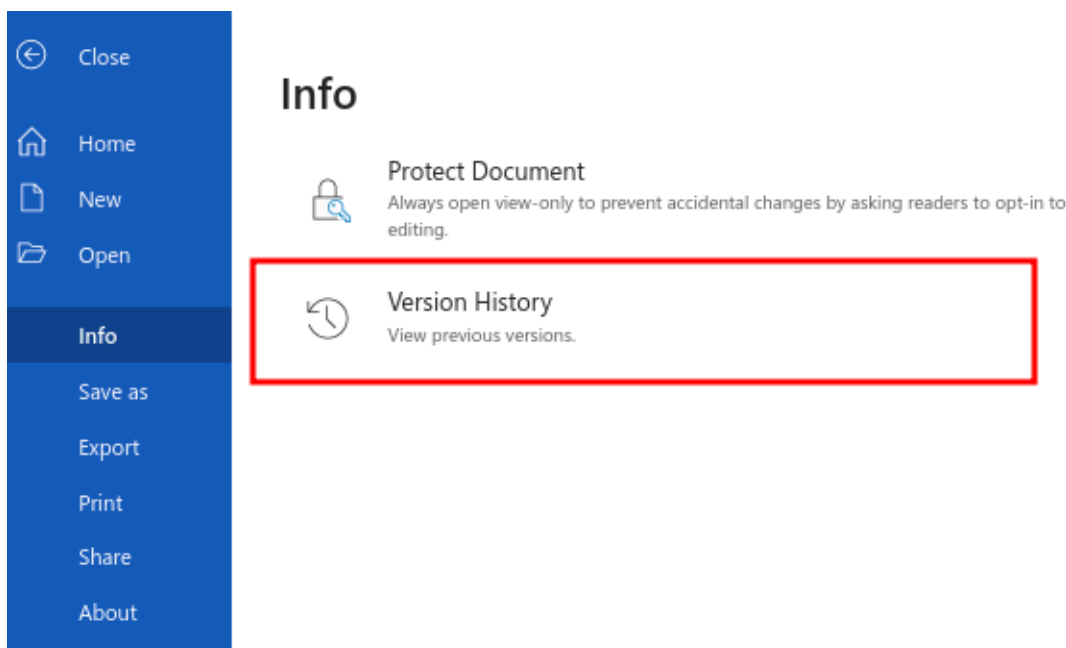 Close
Home
New
Open
Info
Save as
Export
Print
Share
About
Info
Protect Document
Always open view-only to prevent accidental changes by asking readers to opt-in to
editing.
Version History
View previous versions.